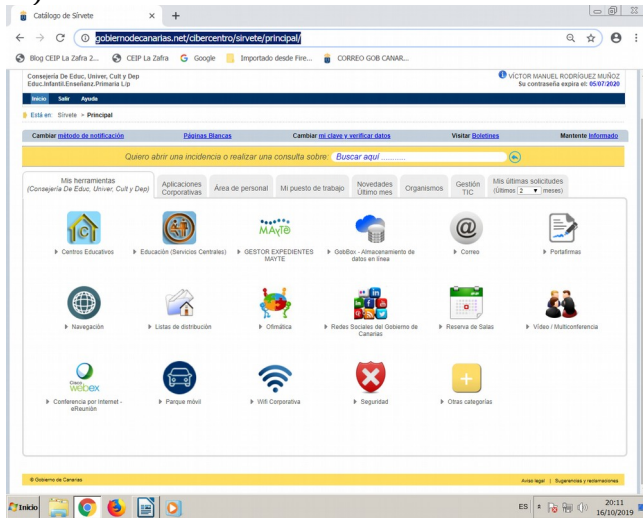 Catálogo de Sírvete
gobiernodecanarias.net/cibercentro/sirvete/principal/
Blog CEIP La Zafra 2... CEIP La Zafra Google Importado desde Fire... CORREO GOB CANAR...
Consejería De Educ, Univer, Cult y Dep
Educ.Infantil.Enseñanz.Primaria L/p
VÍCTOR MANUEL RODRÍGUEZ MUÑOZ
Su contraseña expira el: 05/07/2020
Inicio Salir Ayuda
Está en: Sírvete > Principal
Cambiar método de notificación Páginas Blancas Cambiar mi clave y verificar datos Visitar Boletines Mantente Informado
Quiero abrir una incidencia o realizar una consulta sobre: Buscar aquí ............
Mis herramientas
(Consejería De Educ, Univer, Cult y Dep)
Aplicaciones
Corporativas
Área de personal
Mi puesto de trabajo
Novedades
Último mes
Organismos
Gestión
TIC
Mis últimas solicitudes
(Últimos 2 meses)
MAYTE
@
Centros Educativos
Educación (Servicios Centrales)
GESTOR EXPEDIENTES
MAYTE
GobBox - Almacenamiento de
datos en línea
Correo
Portafirmas
Navegación
Listas de distribución
Ofimática
Redes Sociales del Gobierno de
Canarias
Reserva de Salas
Vídeo / Multiconferencia
Cisco
webex
Conferencia por Internet -
eReunión
Parque móvil
Wifi Corporativa
Seguridad
Otras categorías
© Gobierno de Canarias
Aviso legal | Sugerencias y reclamaciones
Inicio
ES
20:11
16/10/2019